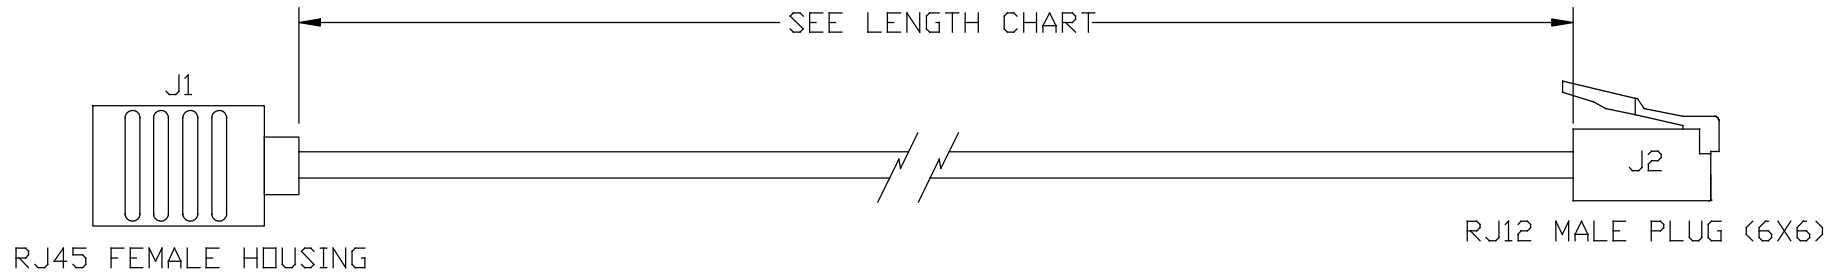 SEE LENGTH CHART
J1
J2
RJ12 MALE PLUG (6X6)
RJ45 FEMALE HOUSING